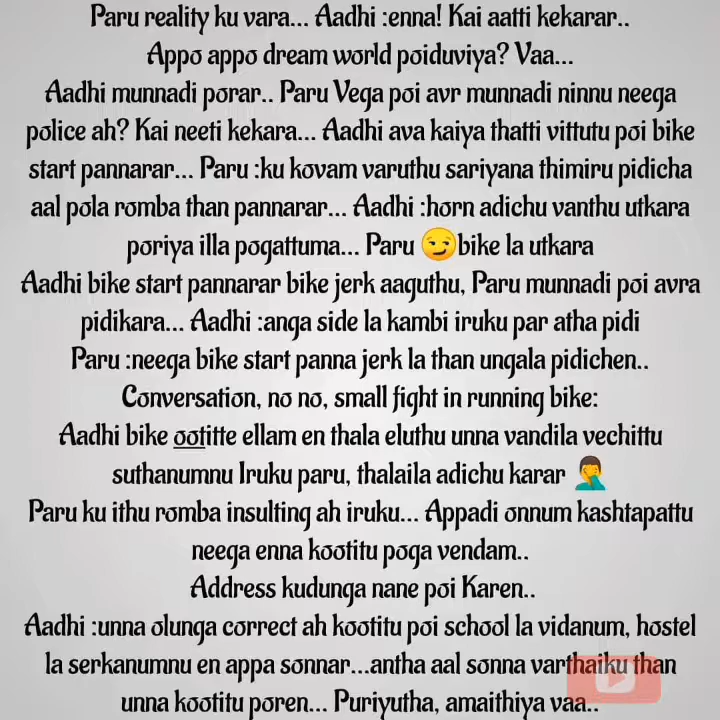 Paru reality ku vara... Aadhi :enna! Kai aatti kekarar..
Appo appo dream world poiduviya? Vaa...
Aadhi munnadi porar.. Paru Vega poi avr munnadi ninnu neega
police ah? Kai neeti kekara... Aadhi ava kaiya thatti vittutu poi bike
start pannarar... Paru :ku kovam varuthu sariyana thimiru pidicha
aal pola romba than pannarar... Aadhi :horn adichu vanthu utkara
poriya illa pogattuma... Paru 😏bike la utkara
Aadhi bike start pannarar bike jerk aaguthu, Paru munnadi poi avra
pidikara... Aadhi :anga side la kambi iruku par atha pidi
Paru :neega bike start panna jerk la than ungala pidichen..
Conversation, no no, small fight in running bike:
Aadhi bike ootitte ellam en thala eluthu unna vandila vechittu
suthanumnu Iruku paru, thalaila adichu karar 🤦‍♂️
Paru ku ithu romba insulting ah iruku... Appadi onnum kashtapattu
neega enna kootitu poga vendam..
Address kudunga nane poi Karen..
Aadhi :unna olunga correct ah kootitu poi school la vidanum, hostel
la serkanumnu en appa sonnar...antha aal sonna varthaiku than
unna kootitu poren... Puriyutha, amaithiya vaa..